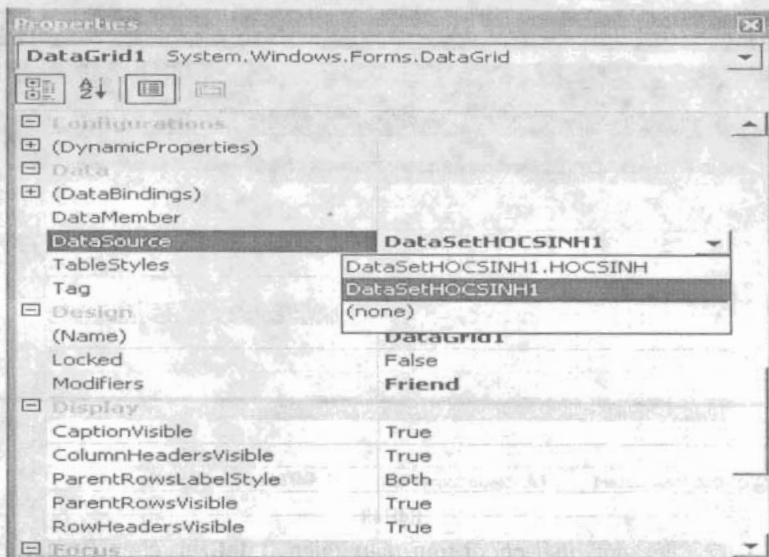 Properties
DataGrid1 System.Windows.Forms.DataGrid
Configurations
(DynamicProperties)
Data
(DataBindings)
DataMember
DataSource DataSetHOCSINH1
TableStyles DataSetHOCSINH1.HOCSINH
Tag DataSetHOCSINH1
Design (none)
(Name) DataGrid1
Locked False
Modifiers Friend
Display
CaptionVisible True
ColumnHeadersVisible True
ParentRowsLabelStyle Both
ParentRowsVisible True
RowHeadersVisible True
Focus